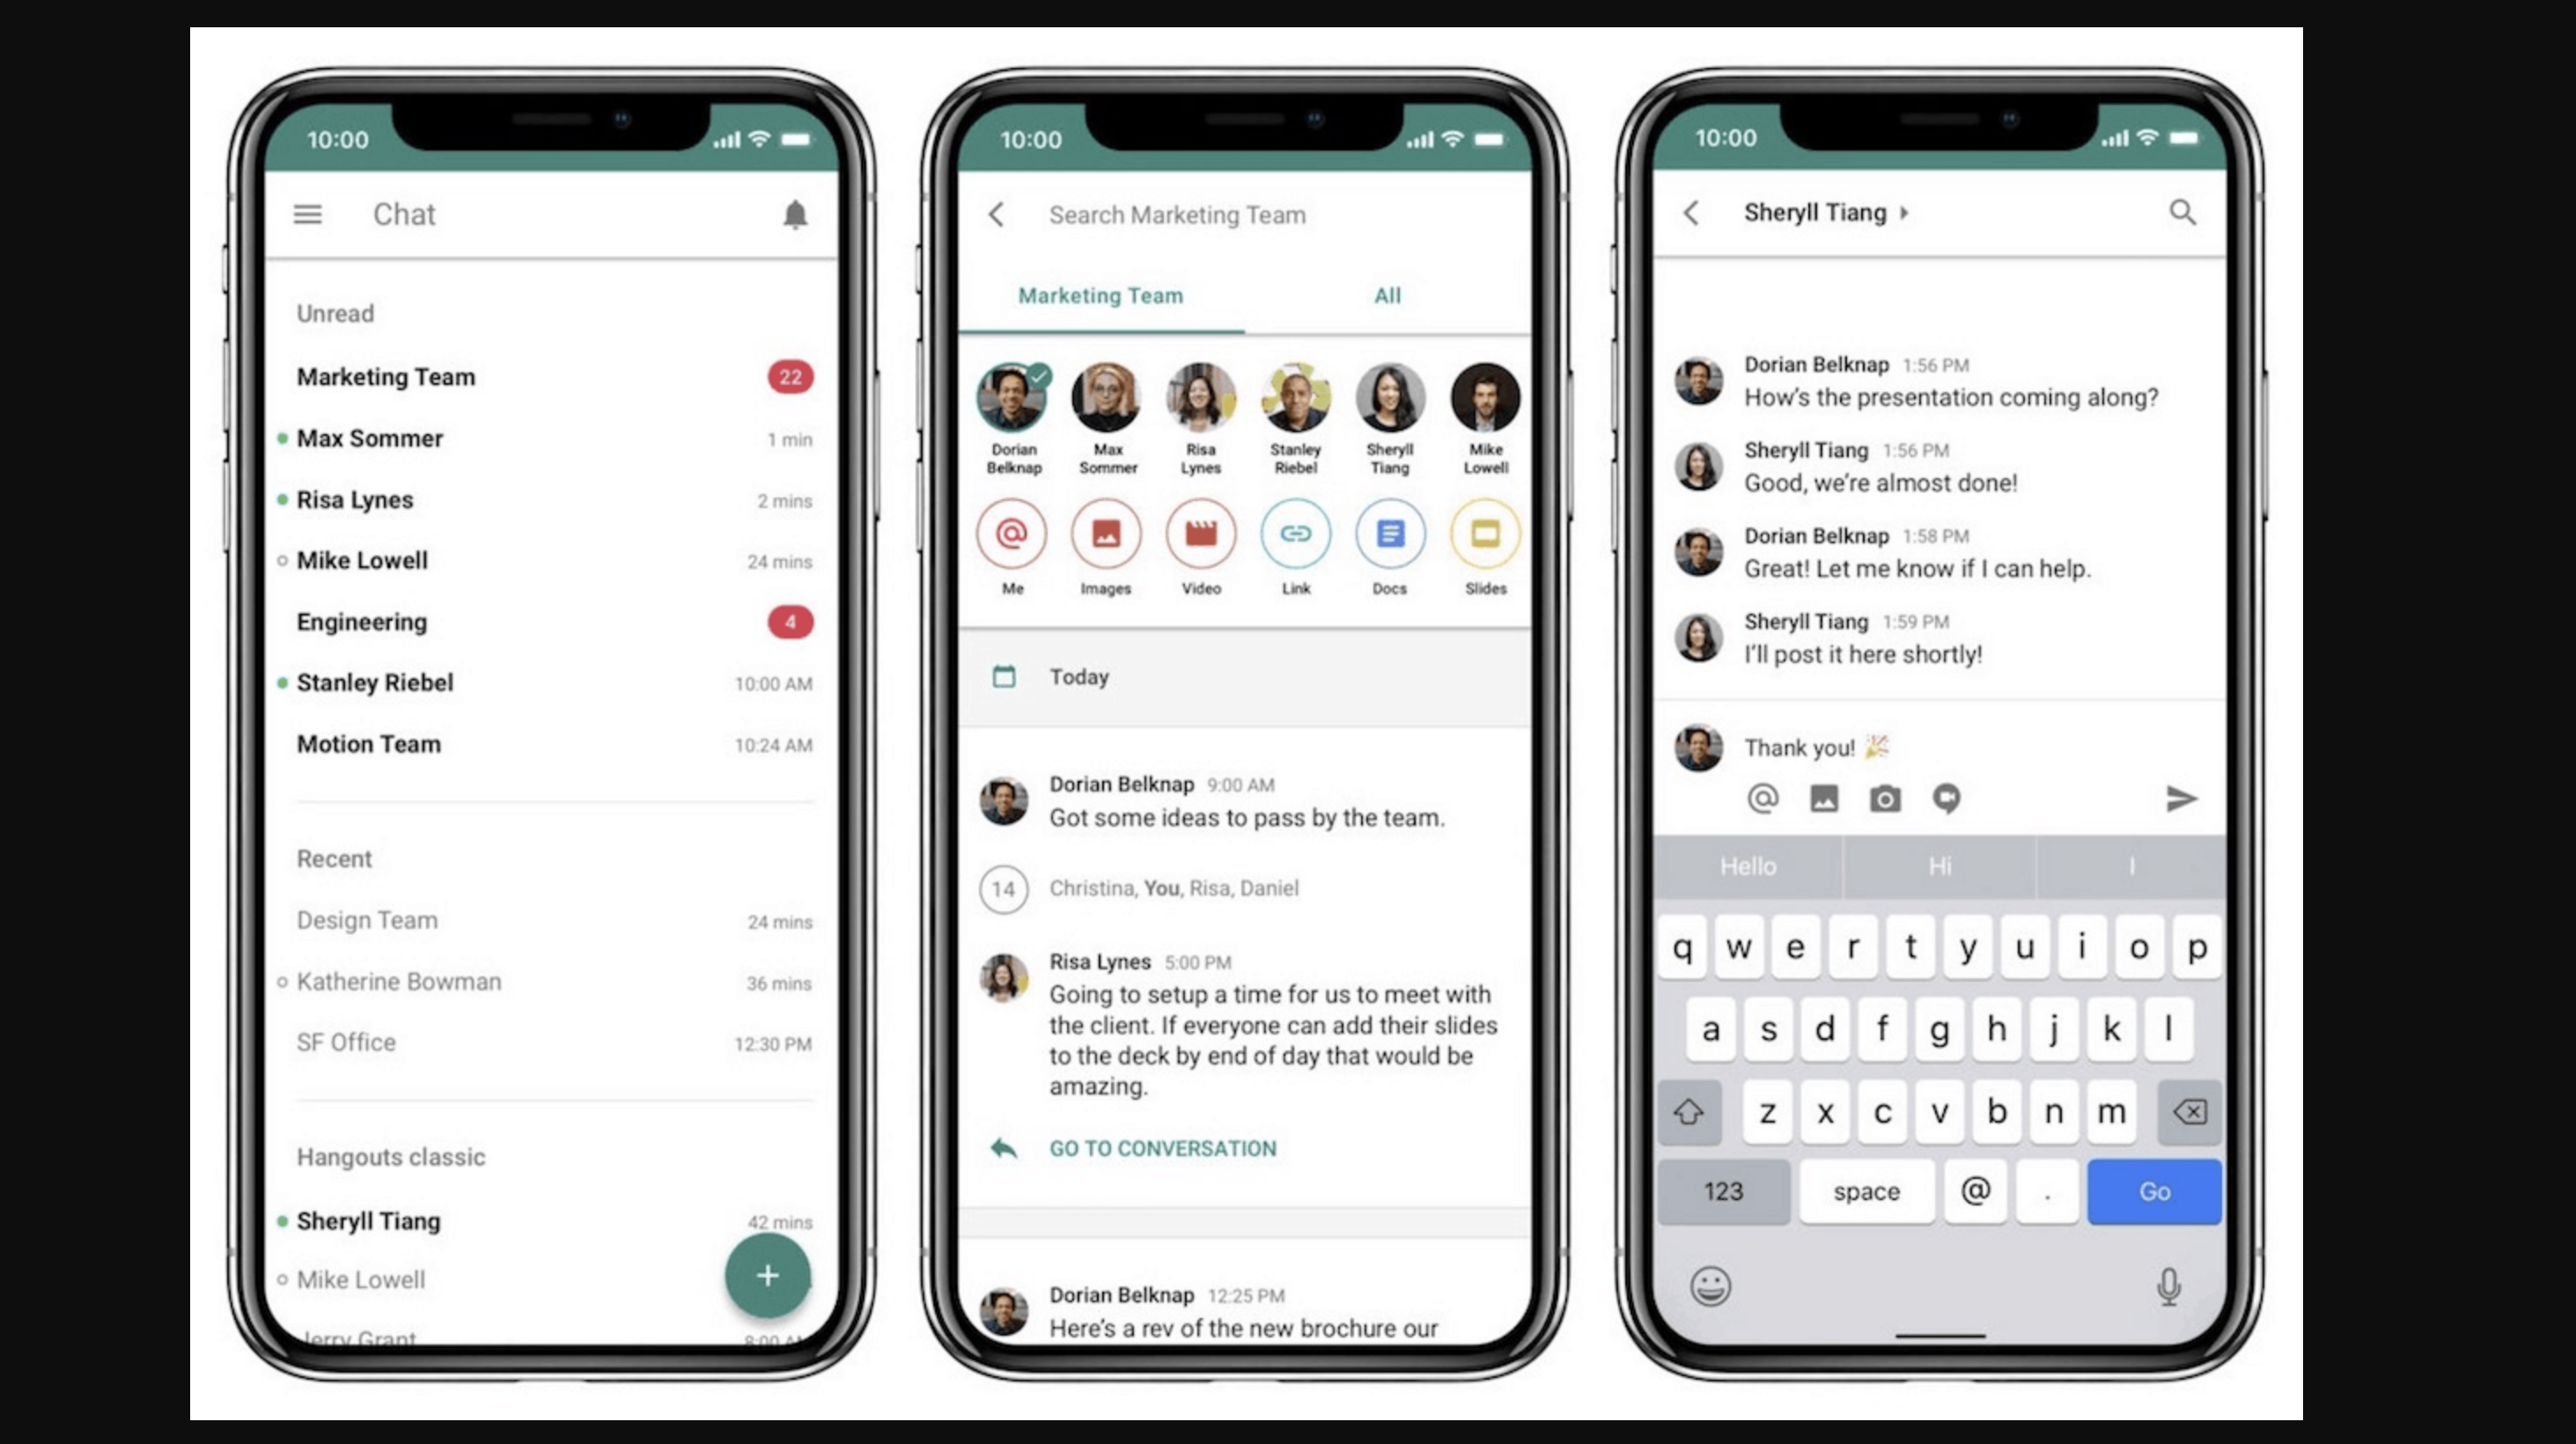 10:00
Chat
Unread
Marketing Team 22
Max Sommer 1 min
Risa Lynes 2 mins
Mike Lowell 24 mins
Engineering 4
Stanley Riebel 10:00 AM
Motion Team 10:24 AM
Recent
Design Team 24 mins
Katherine Bowman 36 mins
SF Office 12:30 PM
Hangouts classic
Sheryll Tiang 42 mins
+
Mike Lowell
Jerry Grant 8:00 AM
10:00
Search Marketing Team
Marketing Team All
Dorian Max Risa Stanley Sheryll Mike
Belknap Sommer Lynes Riebel Tiang Lowell
@
Me Images Video Link Docs Slides
Today
Dorian Belknap 9:00 AM
Got some ideas to pass by the team.
14 Christina, You, Risa, Daniel
Risa Lynes 5:00 PM
Going to setup a time for us to meet with
the client. If everyone can add their slides
to the deck by end of day that would be
amazing.
GO TO CONVERSATION
Dorian Belknap 12:25 PM
Here's a rev of the new brochure our
10:00
Sheryll Tiang
Dorian Belknap 1:56 PM
How's the presentation coming along?
Sheryll Tiang 1:56 PM
Good, we're almost done!
Dorian Belknap 1:58 PM
Great! Let me know if I can help.
Sheryll Tiang 1:59 PM
I'll post it here shortly!
Thank you! 🎉
@
Hello Hi I
q w e r t y u i o p
a s d f g h j k l
z x c v b n m
123 space @ . Go